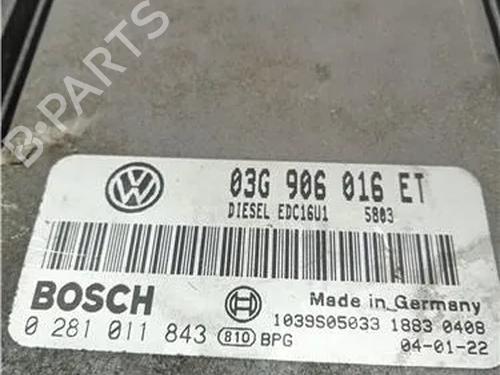 03G 906 016 ET
DIESEL EDC16U1 5803
BOSCH
Made in Germany
0 281 011 843 810 BPG
1039S05033 1883 0408
04-01-22